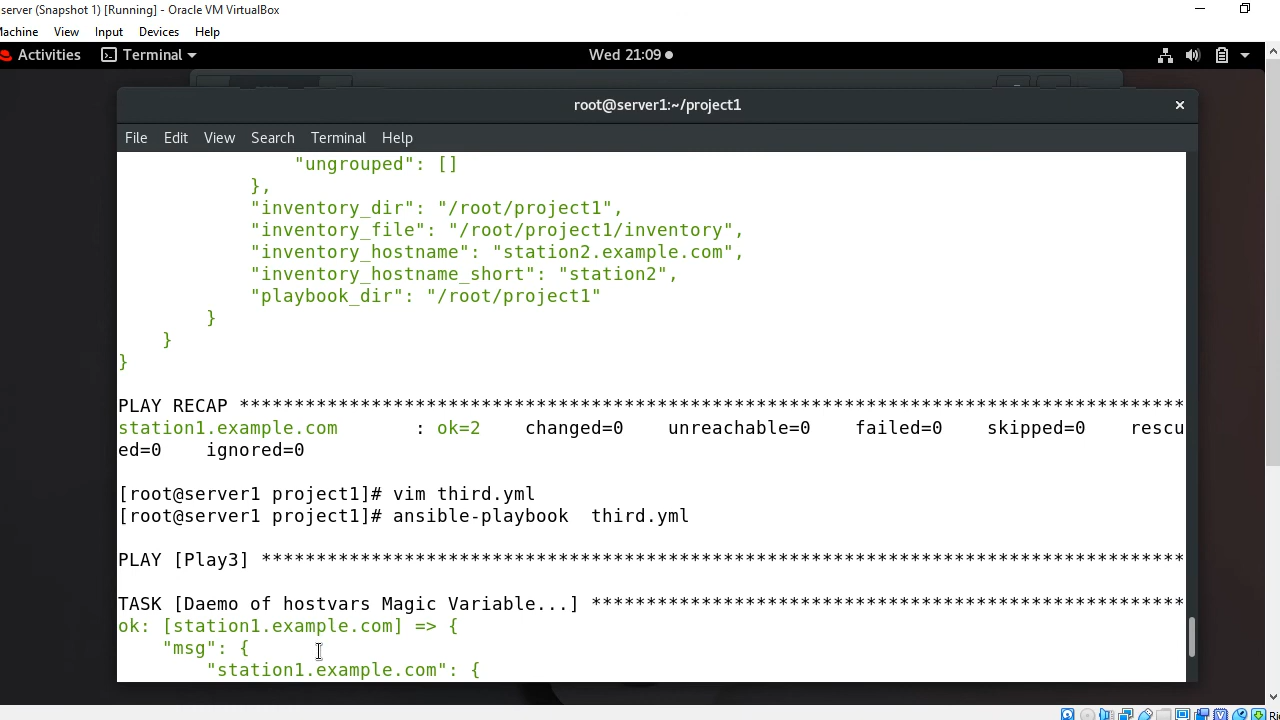 server (Snapshot 1) [Running] - Oracle VM VirtualBox
Machine View Input Devices Help
Activities Terminal Wed 21:09
root@server1:~/project1
File Edit View Search Terminal Help
"ungrouped": []
},
"inventory_dir": "/root/project1",
"inventory_file": "/root/project1/inventory",
"inventory_hostname": "station2.example.com",
"inventory_hostname_short": "station2",
"playbook_dir": "/root/project1"
}
}
}
PLAY RECAP **************************************************************************************
station1.example.com : ok=2 changed=0 unreachable=0 failed=0 skipped=0 rescu
ed=0 ignored=0
[root@server1 project1]# vim third.yml
[root@server1 project1]# ansible-playbook third.yml
PLAY [Play3] ************************************************************************************
TASK [Daemo of hostvars Magic Variable...] ******************************************************
ok: [station1.example.com] => {
"msg": {
"station1.example.com": {